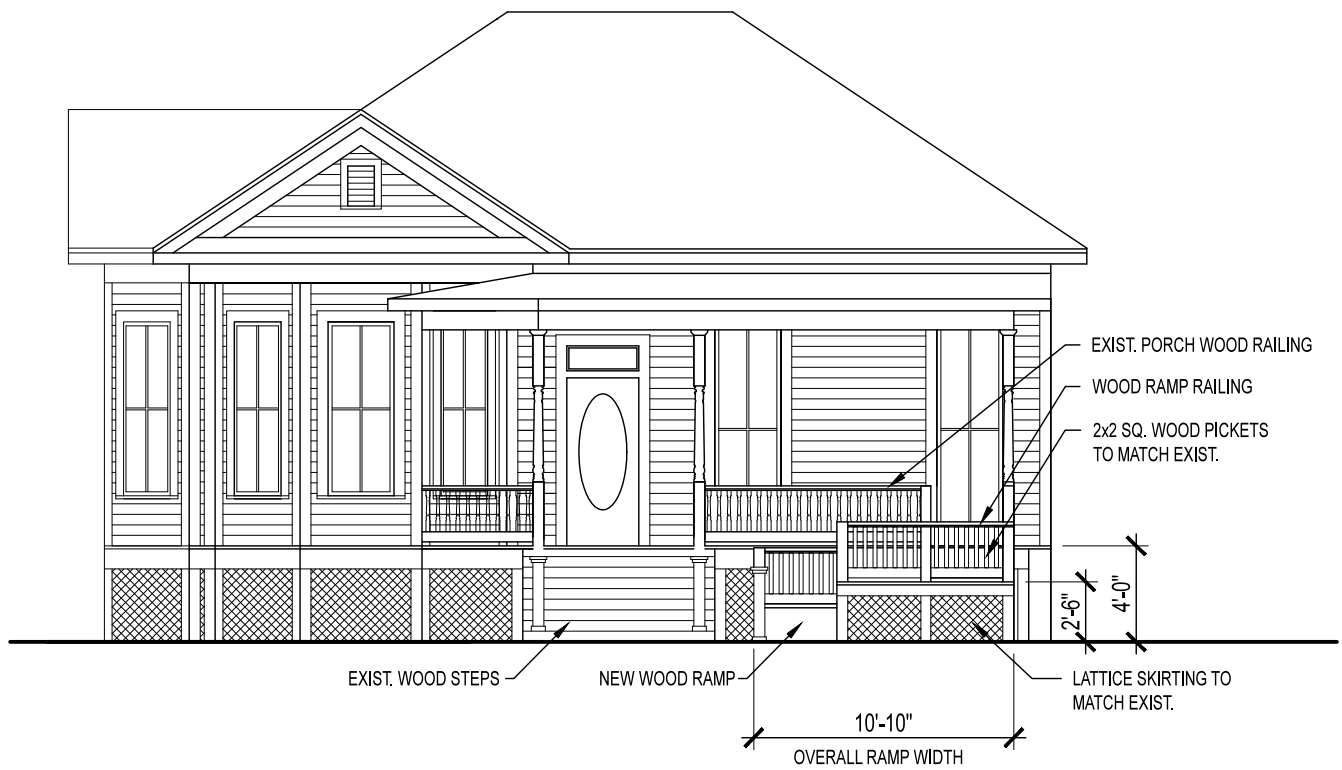 EXIST. PORCH WOOD RAILING
WOOD RAMP RAILING
2x2 SQ. WOOD PICKETS
TO MATCH EXIST.
2'-6"
4'-0"
EXIST. WOOD STEPS
NEW WOOD RAMP
LATTICE SKIRTING TO
MATCH EXIST.
10'-10"
OVERALL RAMP WIDTH